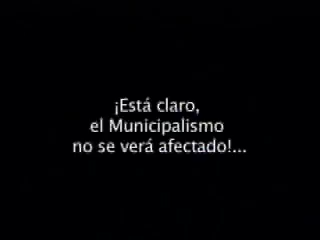 ¡Está claro,
el Municipalismo
no se verá afectado!...